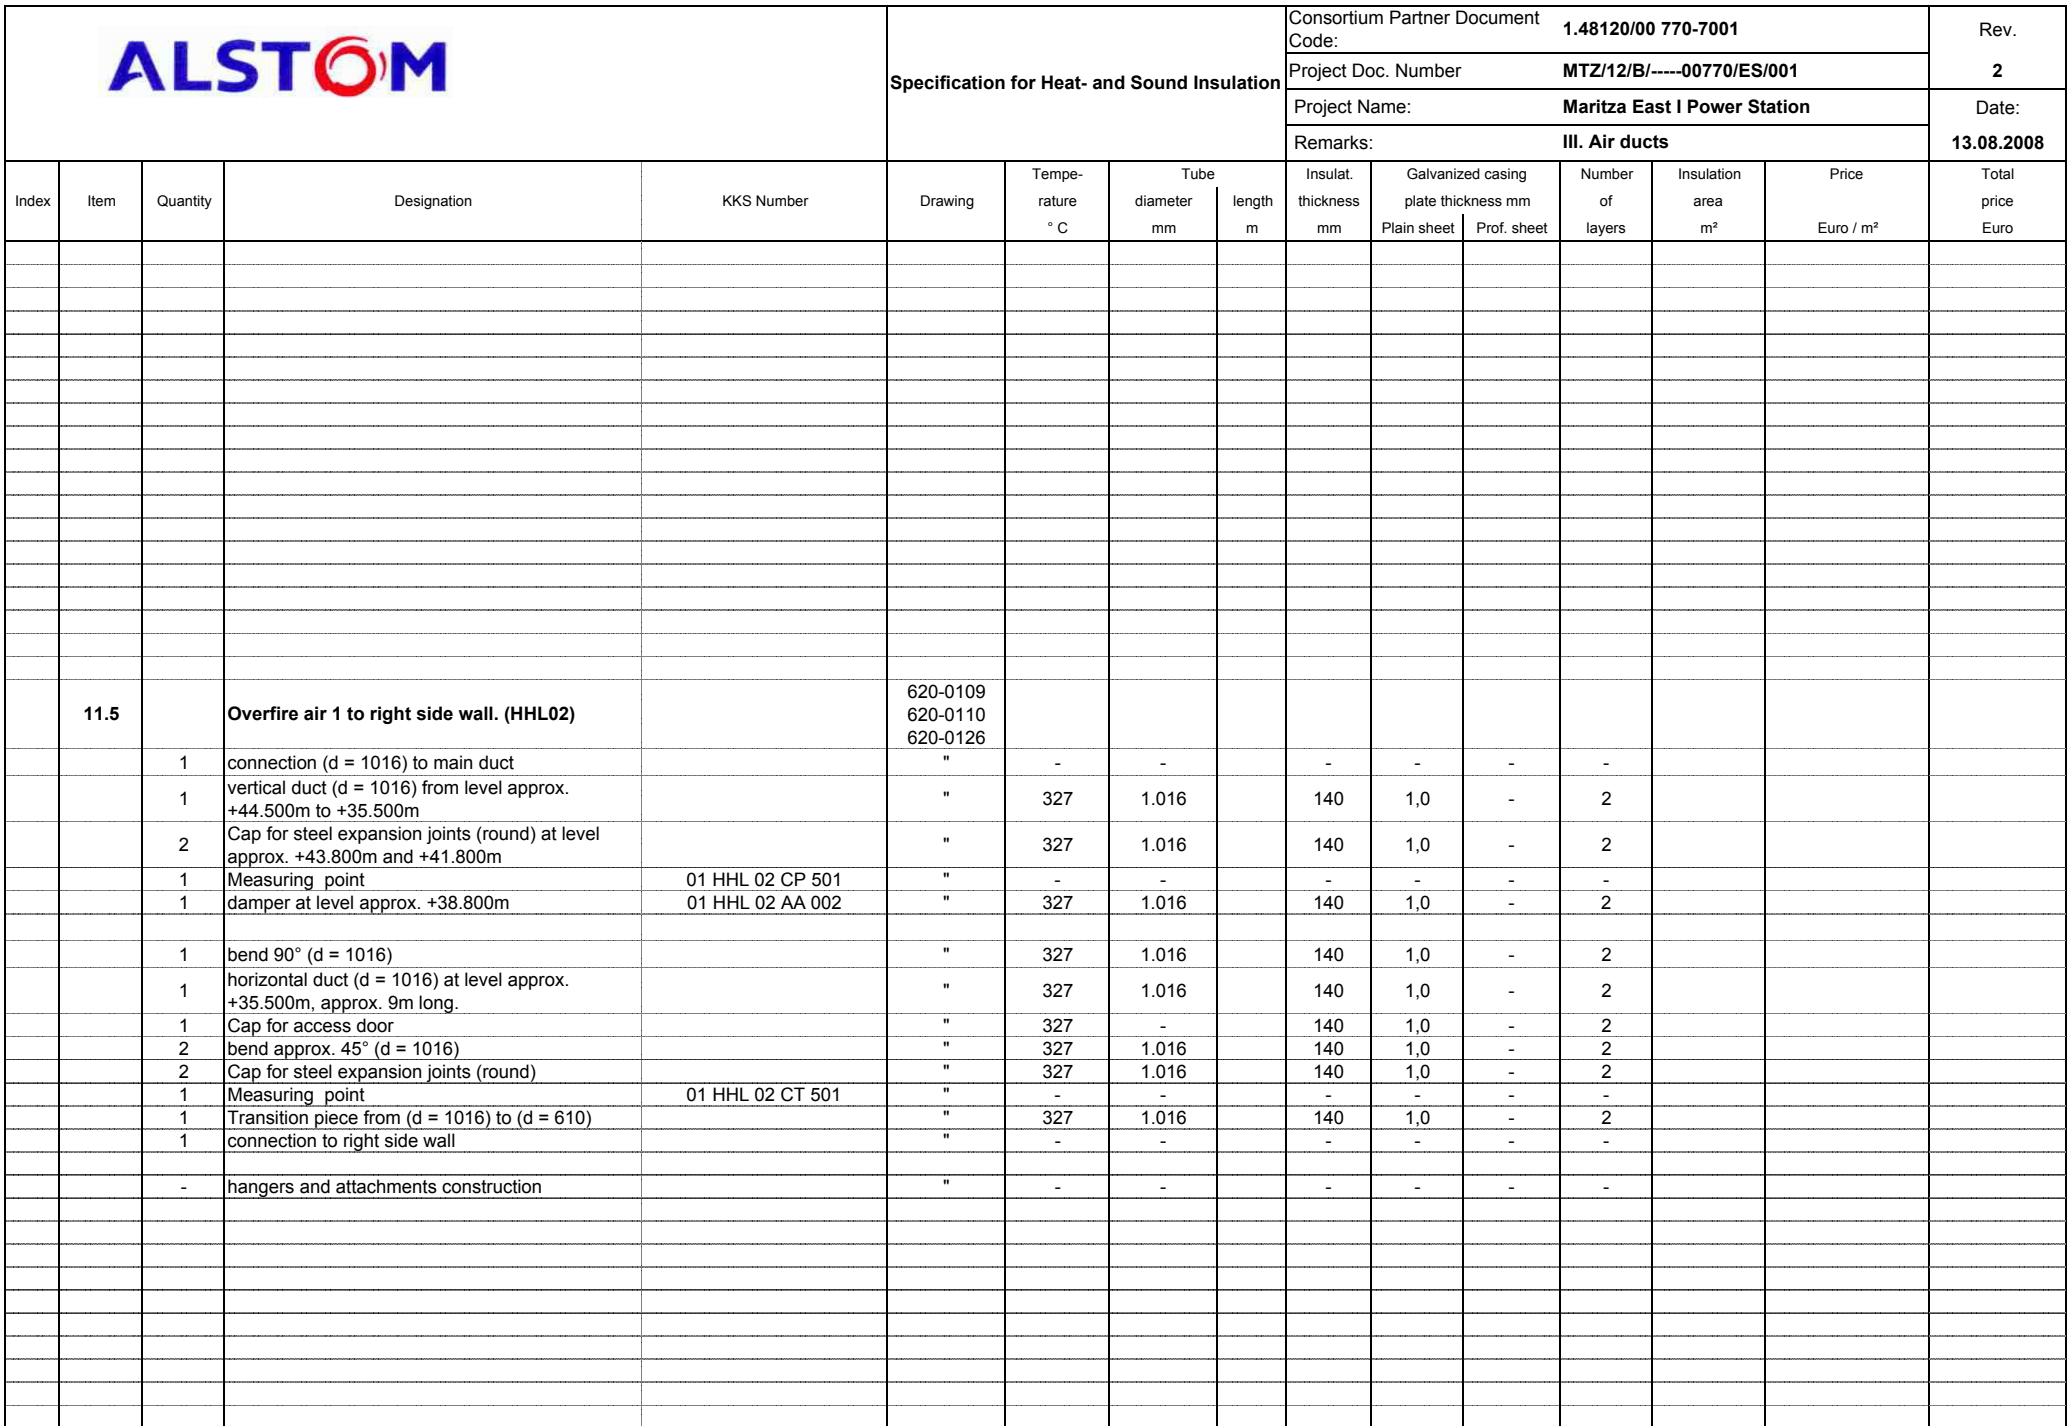 ALSTOM
Specification for Heat- and Sound Insulation
Consortium Partner Document Code: 1.48120/00 770-7001
Project Doc. Number MTZ/12/B/-----00770/ES/001
Project Name: Maritza East I Power Station
Remarks: III. Air ducts
Rev.
2
Date:
13.08.2008
Index Item Quantity Designation KKS Number Drawing Tempe-rature ° C Tube diameter mm length m Insulat. thickness mm Galvanized casing plate thickness mm Plain sheet Prof. sheet Number of layers Insulation area m² Price Euro / m² Total price Euro
11.5 Overfire air 1 to right side wall. (HHL02) 620-0109
620-0110
620-0126
1 connection (d = 1016) to main duct " - - - - - -
1 vertical duct (d = 1016) from level approx.
+44.500m to +35.500m " 327 1.016 140 1,0 - 2
2 Cap for steel expansion joints (round) at level
approx. +43.800m and +41.800m " 327 1.016 140 1,0 - 2
1 Measuring point 01 HHL 02 CP 501 " - - - - - -
1 damper at level approx. +38.800m 01 HHL 02 AA 002 " 327 1.016 140 1,0 - 2
1 bend 90° (d = 1016) " 327 1.016 140 1,0 - 2
1 horizontal duct (d = 1016) at level approx.
+35.500m, approx. 9m long. " 327 1.016 140 1,0 - 2
1 Cap for access door " 327 - 140 1,0 - 2
2 bend approx. 45° (d = 1016) " 327 1.016 140 1,0 - 2
2 Cap for steel expansion joints (round) " 327 1.016 140 1,0 - 2
1 Measuring point 01 HHL 02 CT 501 " - - - - - -
1 Transition piece from (d = 1016) to (d = 610) " 327 1.016 140 1,0 - 2
1 connection to right side wall " - - - - - -
- hangers and attachments construction " - - - - - -